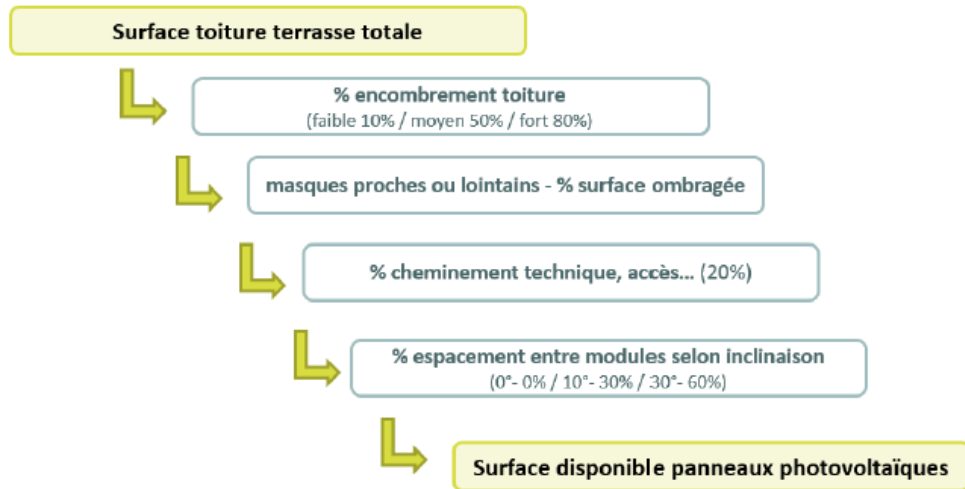 Surface toiture terrasse totale
% encombrement toiture
(faible 10% / moyen 50% / fort 80%)
masques proches ou lointains - % surface ombragée
% cheminement technique, accès... (20%)
% espacement entre modules selon inclinaison
(0°- 0% / 10°- 30% / 30°- 60%)
Surface disponible panneaux photovoltaïques